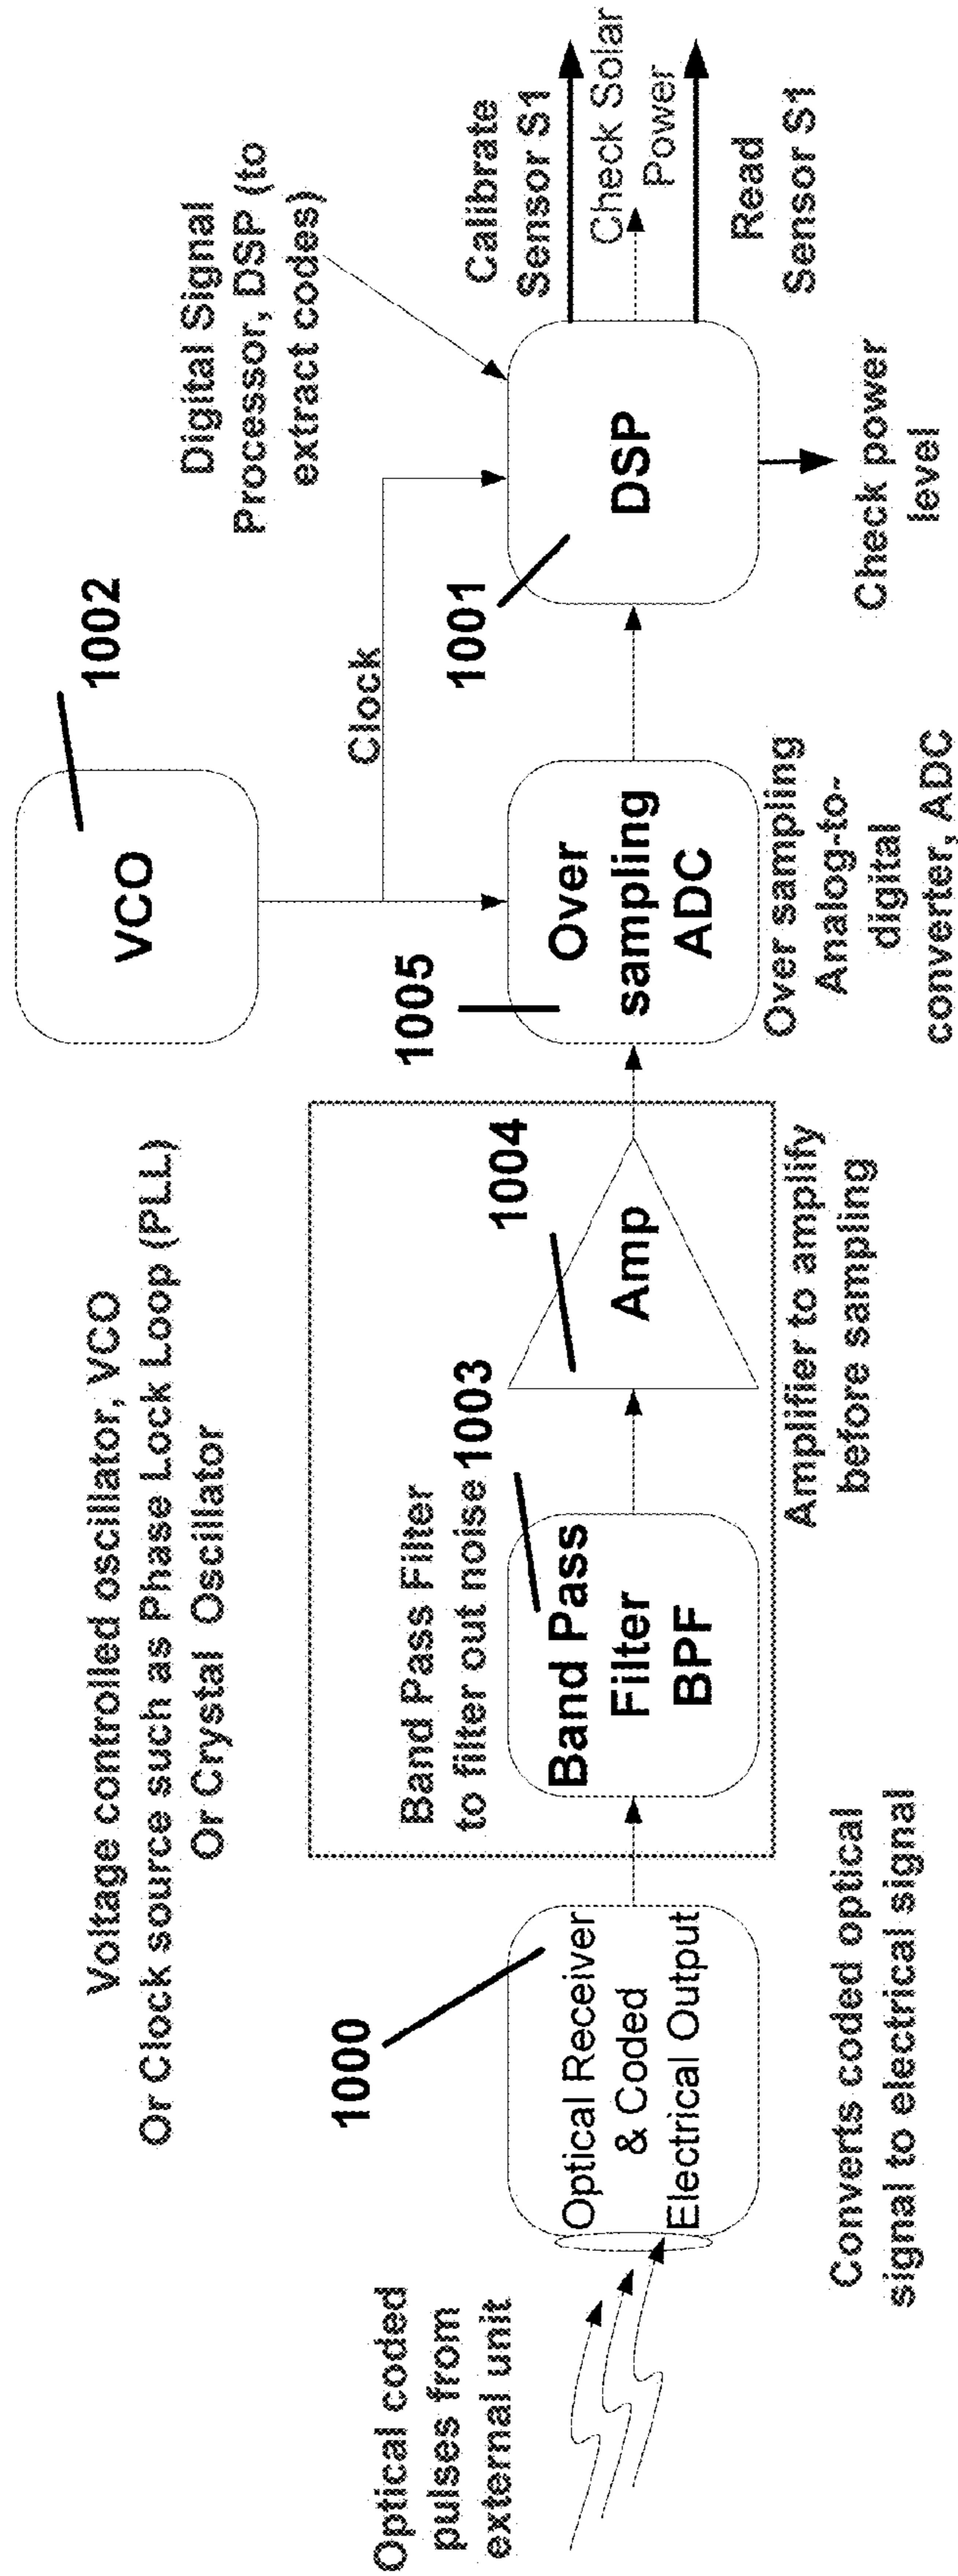 Voltage controlled oscillator, VCO
Or Clock source such as Phase Lock Loop (PLL)
Or Crystal Oscillator
VCO
1002
Clock
Digital Signal
Processor, DSP (to
extract codes)
Optical coded
pulses from
external unit
1000
Optical Receiver
& Coded
Electrical Output
Converts coded optical
signal to electrical signal
Band Pass Filter
to filter out noise
1003
Band Pass
Filter
BPF
1004
Amp
Amplifier to amplify
before sampling
1005
Over
sampling
ADC
Over sampling
Analog-to-
digital
converter, ADC
1001
DSP
Check power
level
Calibrate
Sensor S1
Check Solar
Power
Read
Sensor S1